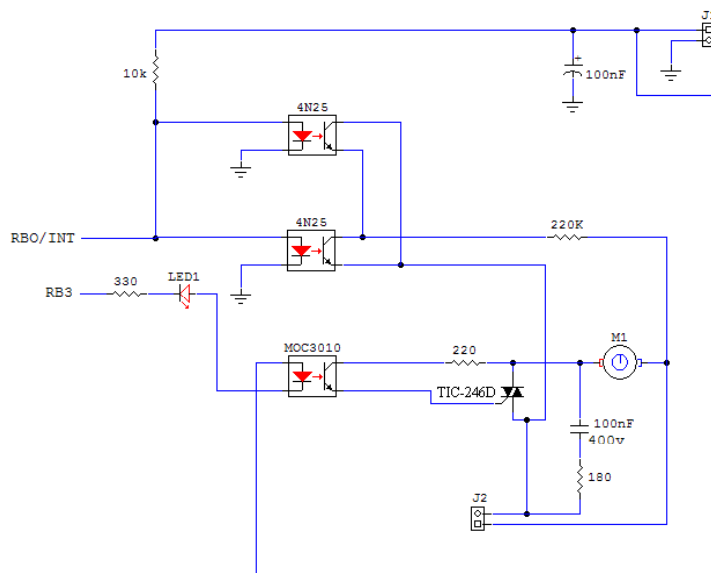 J
10k
100nF
4N25
4N25
220K
RBO/INT
330
LED1
RB3
MOC3010
220
M1
TIC-246D
100nF
400v
180
J2